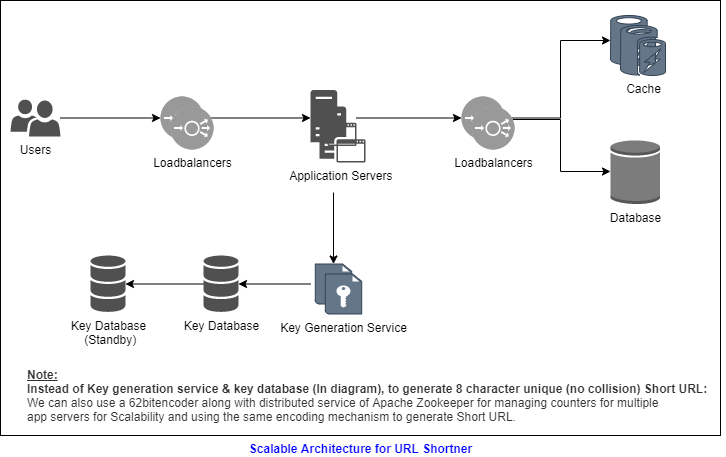 Cache
Users
Loadbalancers
Application Servers
Loadbalancers
Database
Key Database
(Standby)
Key Database
Key Generation Service
Note:
Instead of Key generation service & key database (In diagram), to generate 8 character unique (no collision) Short URL:
We can also use a 62bitencoder along with distributed service of Apache Zookeeper for managing counters for multiple
app servers for Scalability and using the same encoding mechanism to generate Short URL.
Scalable Architecture for URL Shortner